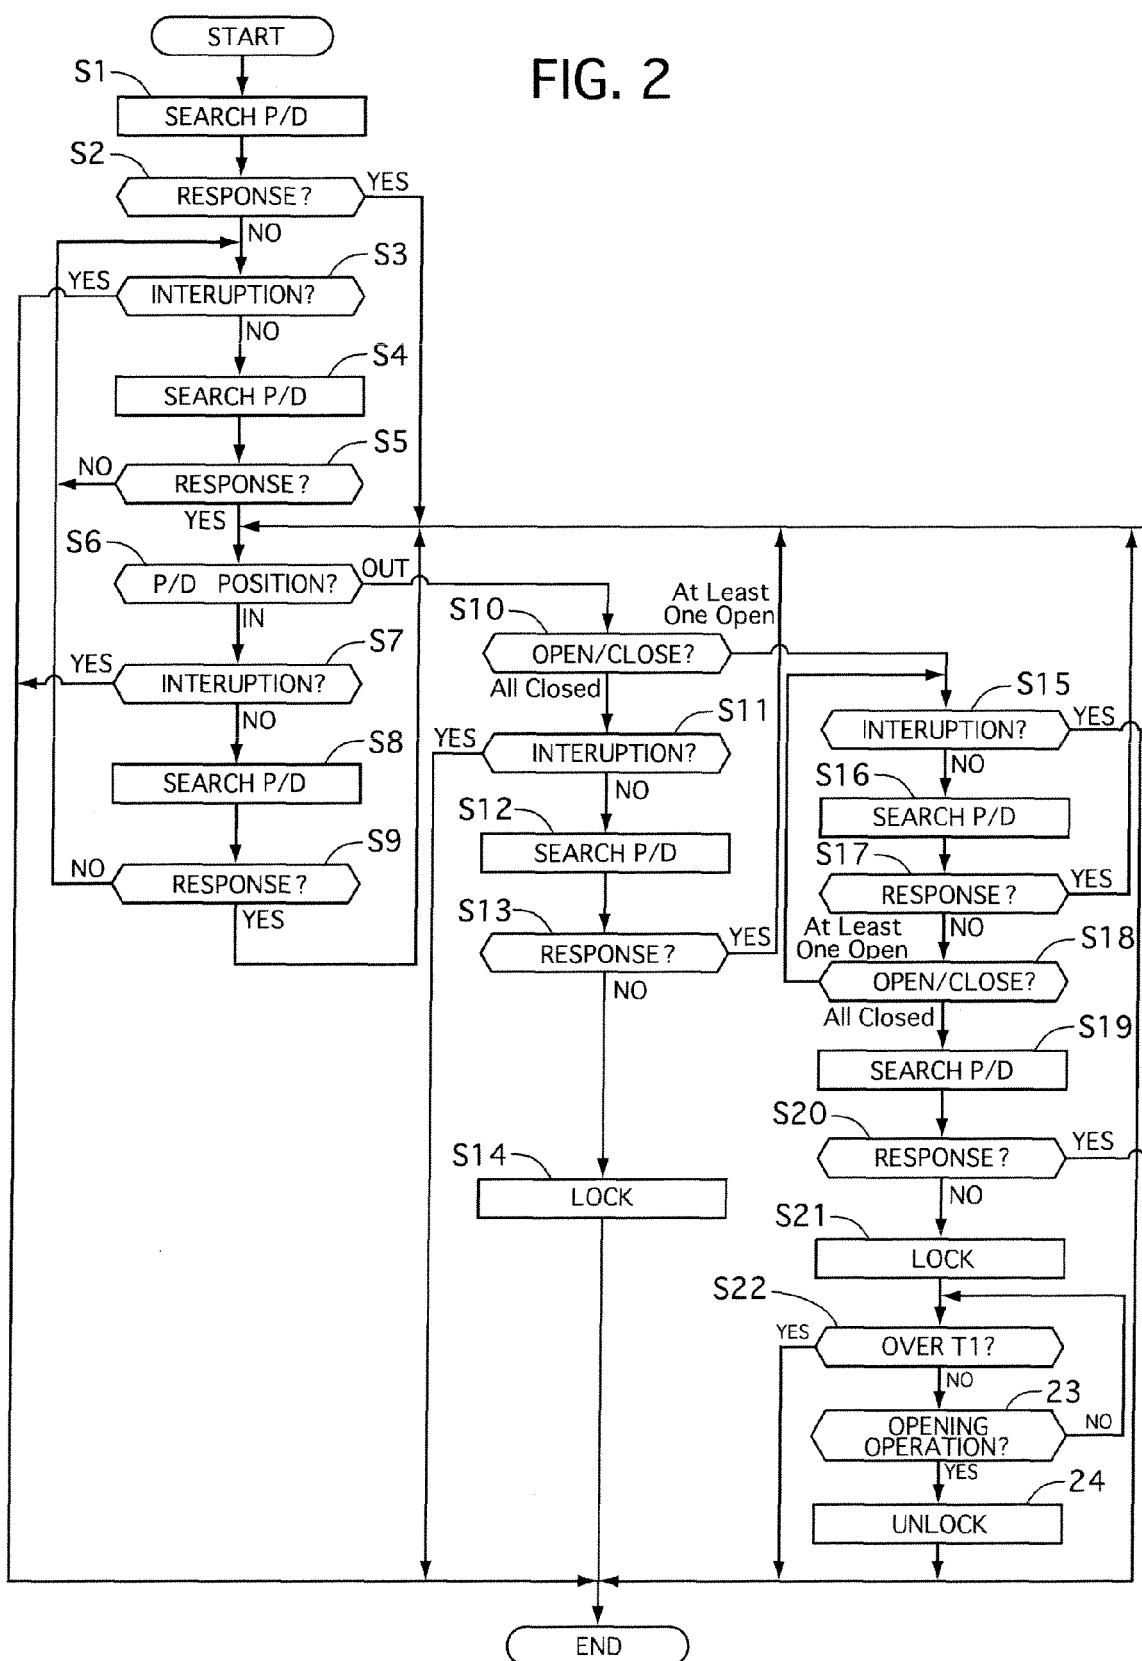 START
FIG. 2
S1
SEARCH P/D
S2
RESPONSE?
YES
NO
S3
YES
INTERUPTION?
NO
S4
SEARCH P/D
S5
NO
RESPONSE?
YES
S6
P/D POSITION?
OUT
IN
S7
YES
INTERUPTION?
NO
S8
SEARCH P/D
S9
NO
RESPONSE?
YES
S10
At Least
One Open
OPEN/CLOSE?
All Closed
S11
YES
INTERUPTION?
NO
S12
SEARCH P/D
S13
RESPONSE?
YES
NO
S14
LOCK
S15
INTERUPTION?
YES
NO
S16
SEARCH P/D
S17
RESPONSE?
YES
NO
At Least
One Open
S18
OPEN/CLOSE?
All Closed
S19
SEARCH P/D
S20
RESPONSE?
YES
NO
S21
LOCK
S22
YES
OVER T1?
NO
23
OPENING
OPERATION?
NO
YES
24
UNLOCK
END